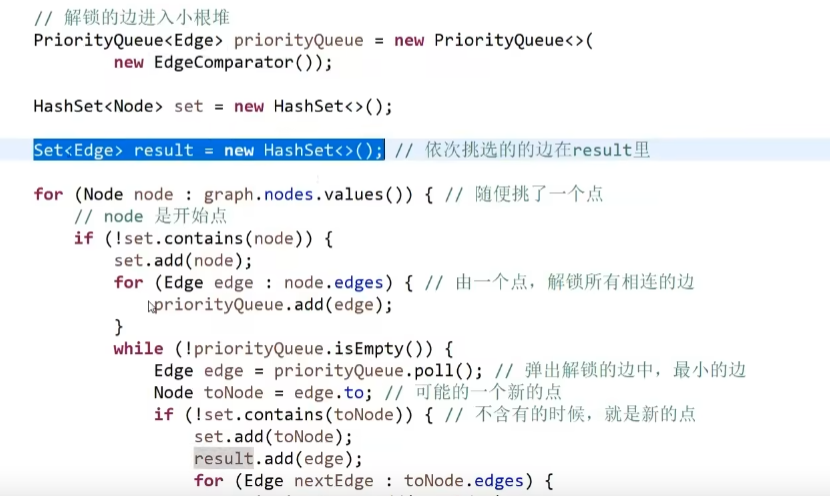 // 解锁的边进入小根堆
PriorityQueue<Edge> priorityQueue = new PriorityQueue<>(
new EdgeComparator());
HashSet<Node> set = new HashSet<>();
Set<Edge> result = new HashSet<>(); // 依次挑选的的边在result里
for (Node node : graph.nodes.values()) { // 随便挑了一个点
// node 是开始点
if (!set.contains(node)) {
set.add(node);
for (Edge edge : node.edges) { // 由一个点，解锁所有相连的边
priorityQueue.add(edge);
}
while (!priorityQueue.isEmpty()) {
Edge edge = priorityQueue.poll(); // 弹出解锁的边中，最小的边
Node toNode = edge.to; // 可能的一个新的点
if (!set.contains(toNode)) { // 不含有的时候，就是新的点
set.add(toNode);
result.add(edge);
for (Edge nextEdge : toNode.edges) {